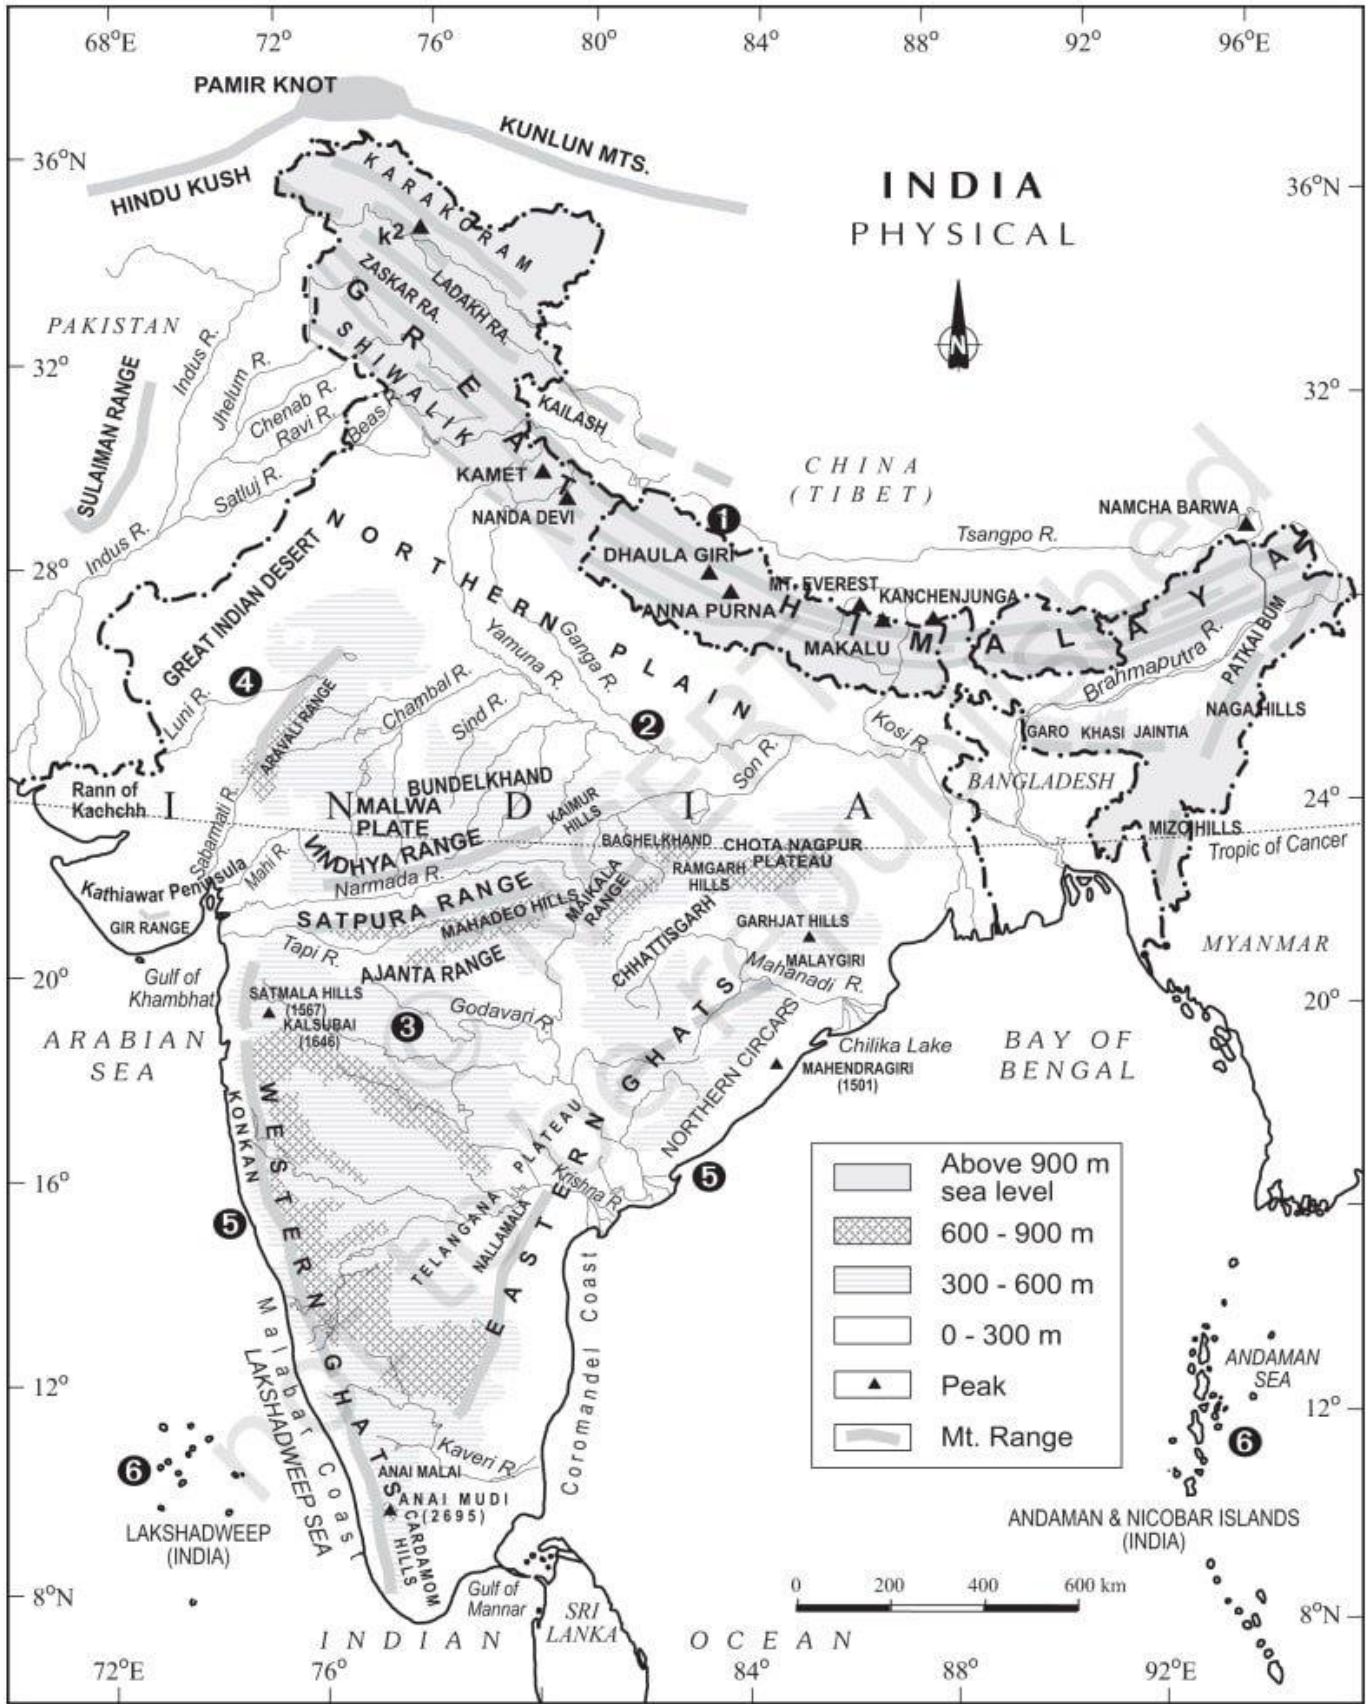 68°E 72° 76° 80° 84° 88° 92° 96°E
PAMIR KNOT
KUNLUN MTS.
HINDU KUSH
36°N
36°N
INDIA
PHYSICAL
KARAKORAM
k2
LADAKH RA.
ZASKAR RA.
GREAT HIMALAYA
SHIWALIK
N
PAKISTAN
SULAIMAN RANGE
Indus R.
Jhelum R.
Chenab R.
Ravi R.
Beas
Satluj R.
Indus R.
32°
32°
KAILASH
KAMET
NANDA DEVI
CHINA
(TIBET)
1
NAMCHA BARWA
Tsangpo R.
DHAULA GIRI
ANNA PURNA
MT. EVEREST
KANCHENJUNGA
MAKALU
28°
NORTHERN PLAIN
GREAT INDIAN DESERT
4
Luni R.
ARAVALI RANGE
Yamuna R.
Ganga R.
Chambal R.
Sind R.
2
Kosi R.
Son R.
Brahmaputra R.
PATKAI BUM
NAGA HILLS
GARO KHASI JAINTIA
BANGLADESH
MIZO HILLS
Tropic of Cancer
24°
MYANMAR
Rann of
Kachchh
INDIA
BUNDELKHAND
MALWA
PLATE
KAIMUR
HILLS
BAGHELKHAND
CHOTA NAGPUR
PLATEAU
RAMGARH
HILLS
VINDHYA RANGE
Narmada R.
Sabarmati R.
Mahi R.
Kathiawar Peninsula
GIR RANGE
Gulf of
Khambhat
SATPURA RANGE
MAHADEO HILLS
MAIKALA
RANGE
CHHATTISGARH
GARHJAT HILLS
MALAYGIRI
Mahanadi R.
Tapi R.
AJANTA RANGE
20°
20°
SATMALA HILLS
(1567)
KALSUBAI
(1646)
3
Godavari R.
ARABIAN
SEA
BAY OF
BENGAL
Chilika Lake
MAHENDRAGIRI
(1501)
NORTHERN CIRCARS
EASTERN GHATS
WESTERN GHATS
KONKAN
TELANGANA PLATEAU
NALLAMALA
Krishna R.
5
5
16°
Above 900 m
sea level
600 - 900 m
300 - 600 m
0 - 300 m
Peak
Mt. Range
Malabar Coast
LAKSHADWEEP SEA
Coromandel Coast
12°
12°
ANDAMAN
SEA
6
6
Kaveri R.
ANAI MALAI
ANAI MUDI
(2695)
CARDAMOM
HILLS
LAKSHADWEEP
(INDIA)
ANDAMAN & NICOBAR ISLANDS
(INDIA)
Gulf of
Mannar
SRI
LANKA
0 200 400 600 km
8°N
8°N
INDIAN OCEAN
72°E 76° 84° 88° 92°E
© NCERT
not to be republished